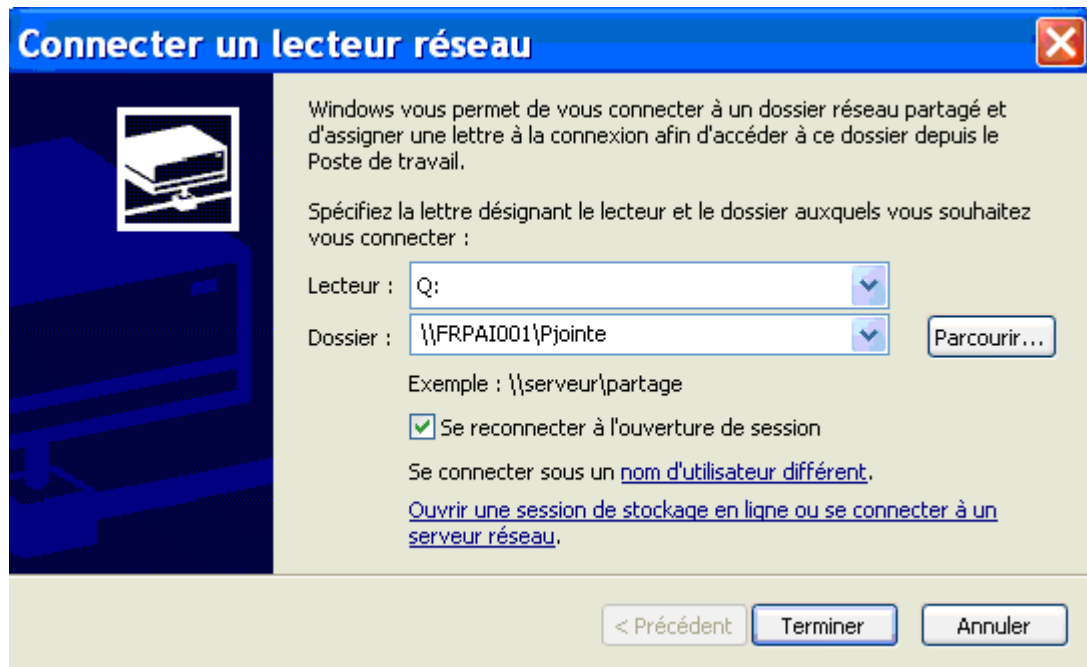 Connecter un lecteur réseau
Windows vous permet de vous connecter à un dossier réseau partagé et
d'assigner une lettre à la connexion afin d'accéder à ce dossier depuis le
Poste de travail.
Spécifiez la lettre désignant le lecteur et le dossier auxquels vous souhaitez
vous connecter :
Lecteur : Q:
Dossier : \\FRPAI001\Pjointe Parcourir...
Exemple : \\serveur\partage
Se reconnecter à l'ouverture de session
Se connecter sous un nom d'utilisateur différent.
Ouvrir une session de stockage en ligne ou se connecter à un
serveur réseau.
< Précédent Terminer Annuler